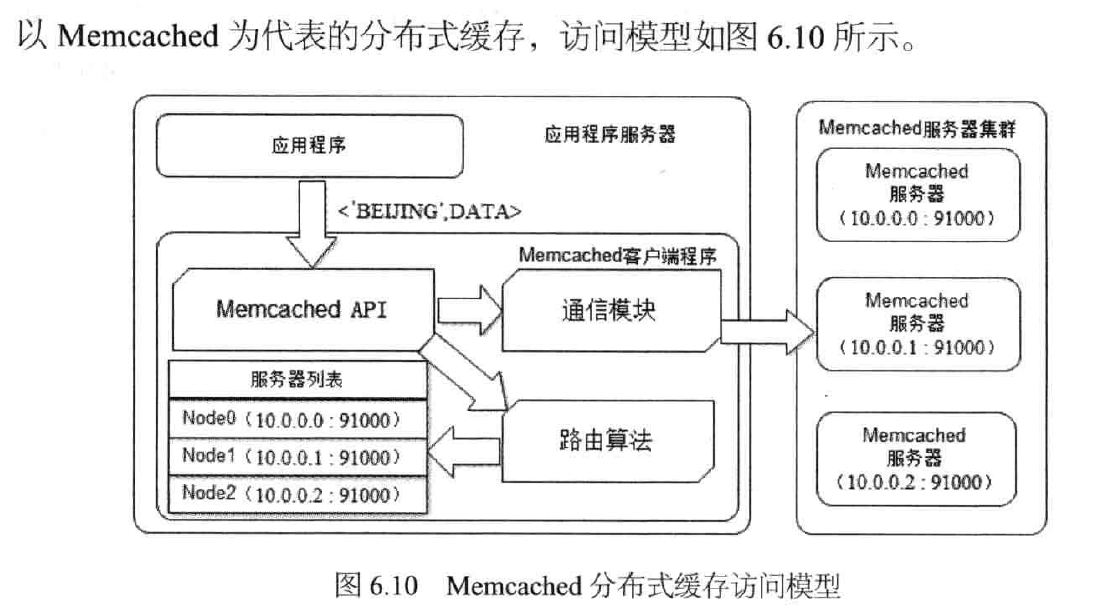 以 Memcached 为代表的分布式缓存，访问模型如图 6.10 所示。
应用程序
应用程序服务器
<'BEIJING',DATA>
Memcached客户端程序
Memcached API
通信模块
服务器列表
Node0（10.0.0.0 : 91000）
Node1（10.0.0.1 : 91000）
Node2（10.0.0.2 : 91000）
路由算法
Memcached服务器集群
Memcached
服务器
（10.0.0.0 : 91000）
Memcached
服务器
（10.0.0.1 : 91000）
Memcached
服务器
（10.0.0.2 : 91000）
图 6.10 Memcached 分布式缓存访问模型